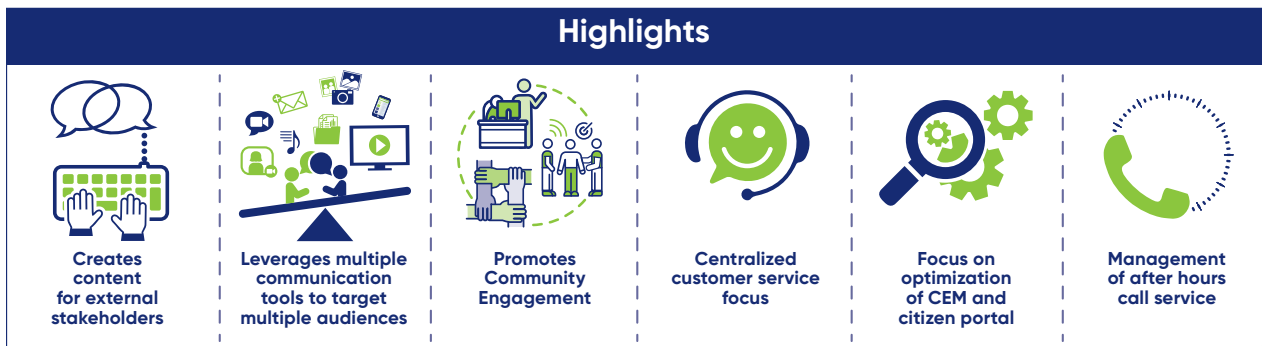 Highlights
Creates
content
for external
stakeholders
Leverages multiple
communication
tools to target
multiple audiences
Promotes
Community
Engagement
Centralized
customer service
focus
Focus on
optimization
of CEM and
citizen portal
Management
of after hours
call service